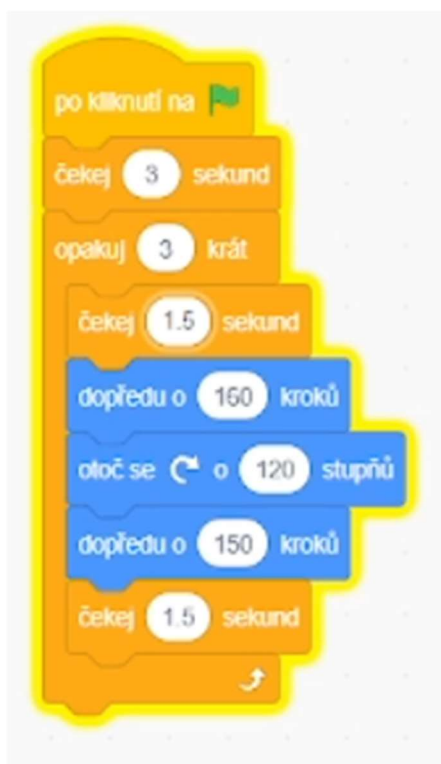 po kliknutí na
čekej 3 sekund
opakuj 3 krát
čekej 1.5 sekund
dopředu o 160 kroků
otoč se o 120 stupňů
dopředu o 150 kroků
čekej 1.5 sekund